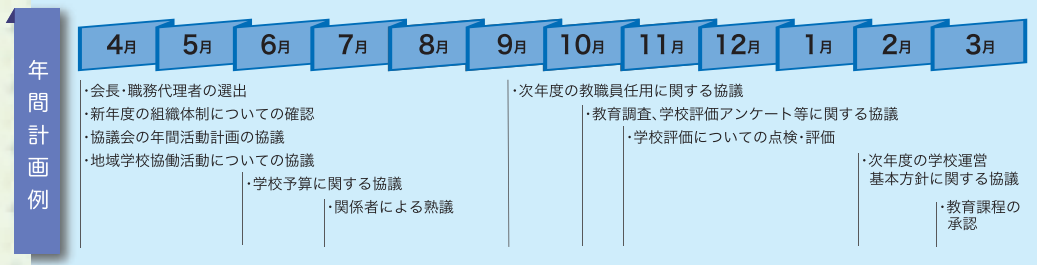 年間計画例
4月 5月 6月 7月 8月 9月 10月 11月 12月 1月 2月 3月
・会長・職務代理者の選出
・新年度の組織体制についての確認
・協議会の年間活動計画の協議
・地域学校協働活動についての協議
・学校予算に関する協議
・関係者による熟議
・次年度の教職員任用に関する協議
・教育調査、学校評価アンケート等に関する協議
・学校評価についての点検・評価
・次年度の学校運営
基本方針に関する協議
・教育課程の
承認